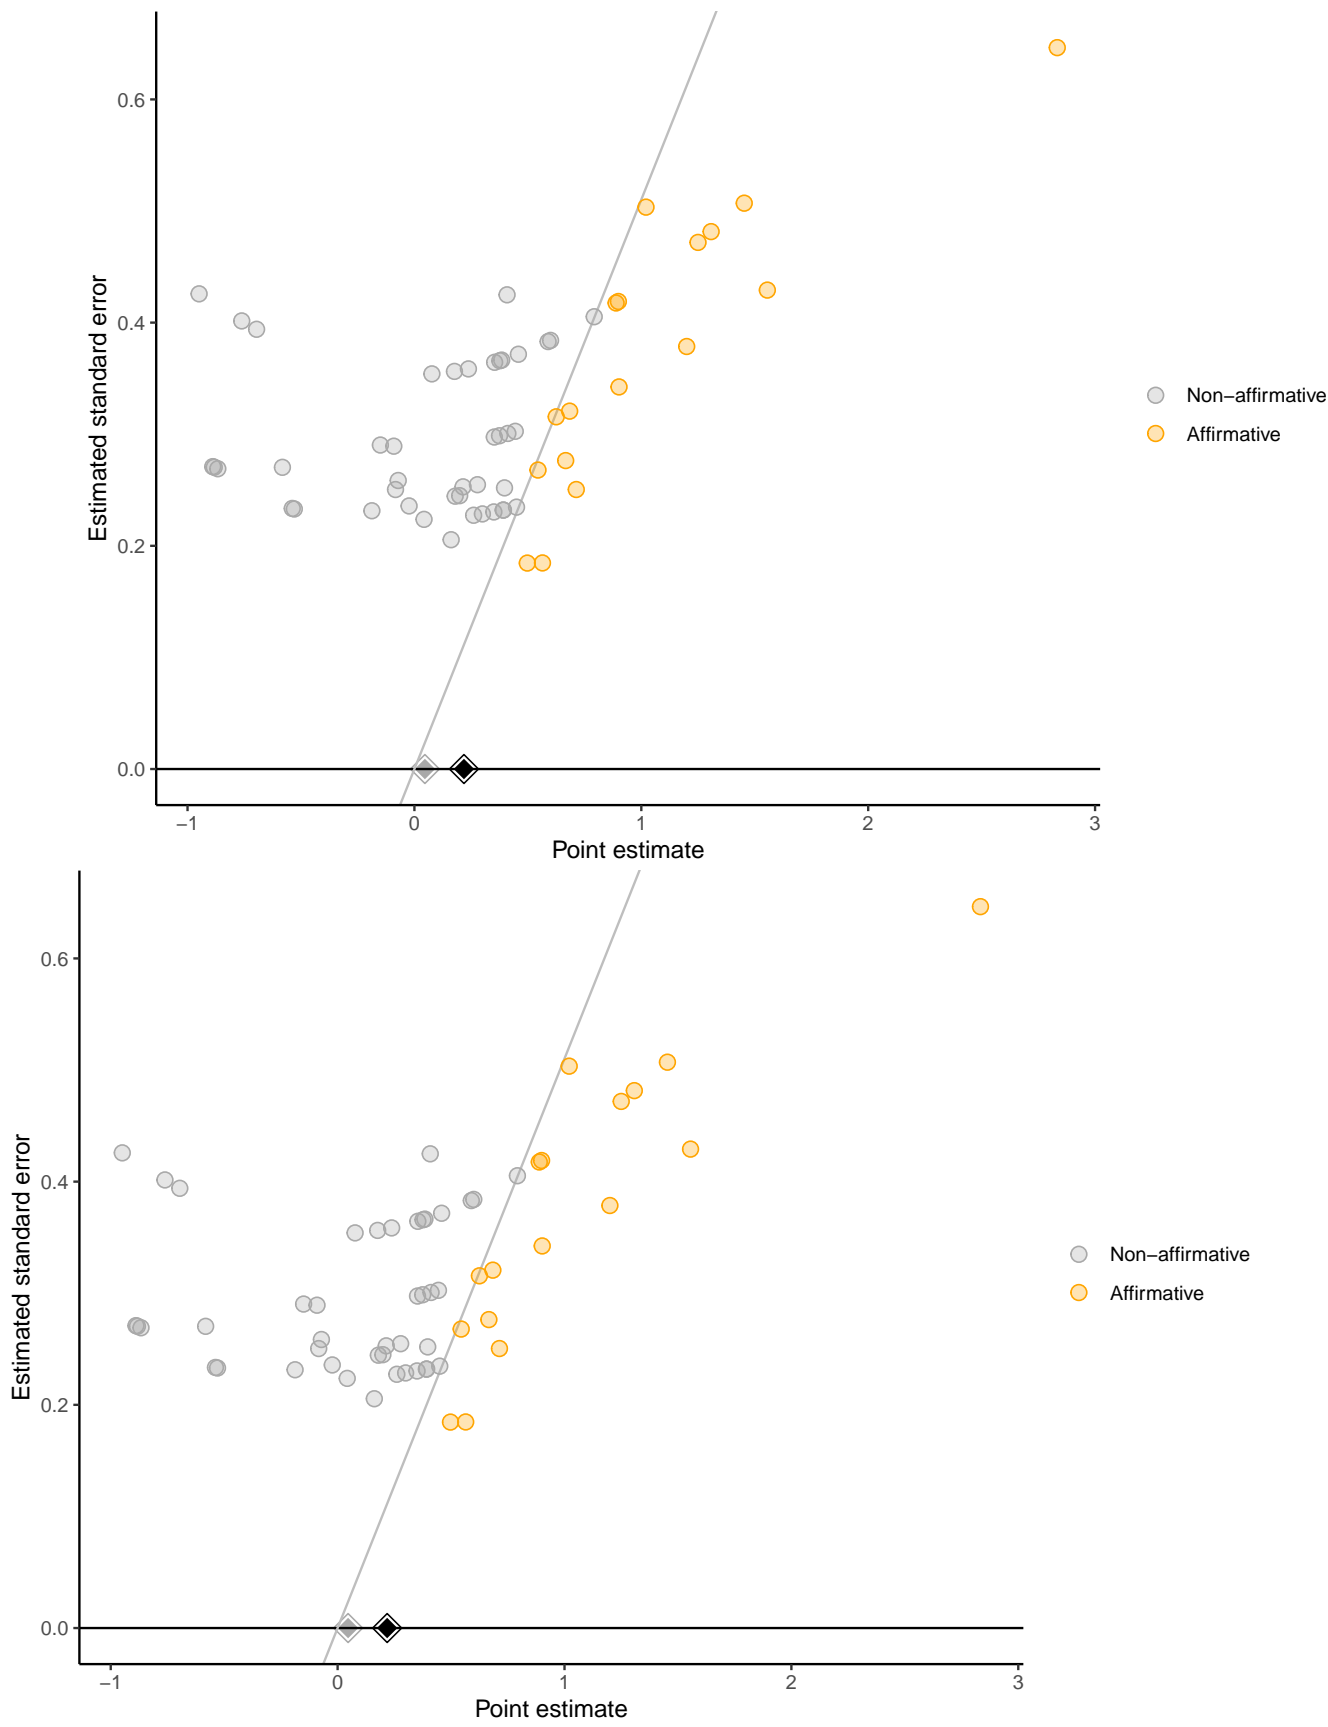 0.6
0.4
0.2
0.0
Estimated standard error
−1
0
1
2
3
Point estimate
Non−affirmative
Affirmative
0.6
0.4
0.2
0.0
Estimated standard error
−1
0
1
2
3
Point estimate
Non−affirmative
Affirmative